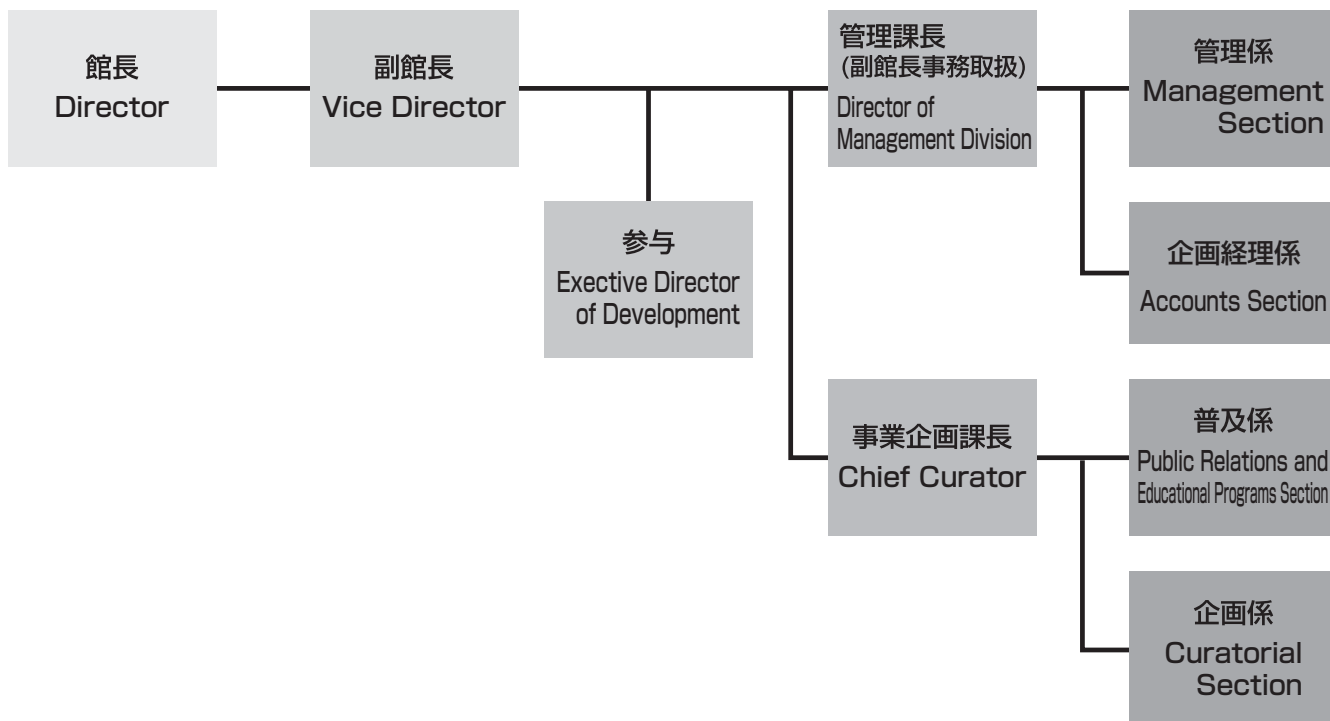 館長
Director
副館長
Vice Director
参与
Exective Director
of Development
管理課長
(副館長事務取扱)
Director of
Management Division
管理係
Management
Section
企画経理係
Accounts Section
事業企画課長
Chief Curator
普及係
Public Relations and
Educational Programs Section
企画係
Curatorial
Section